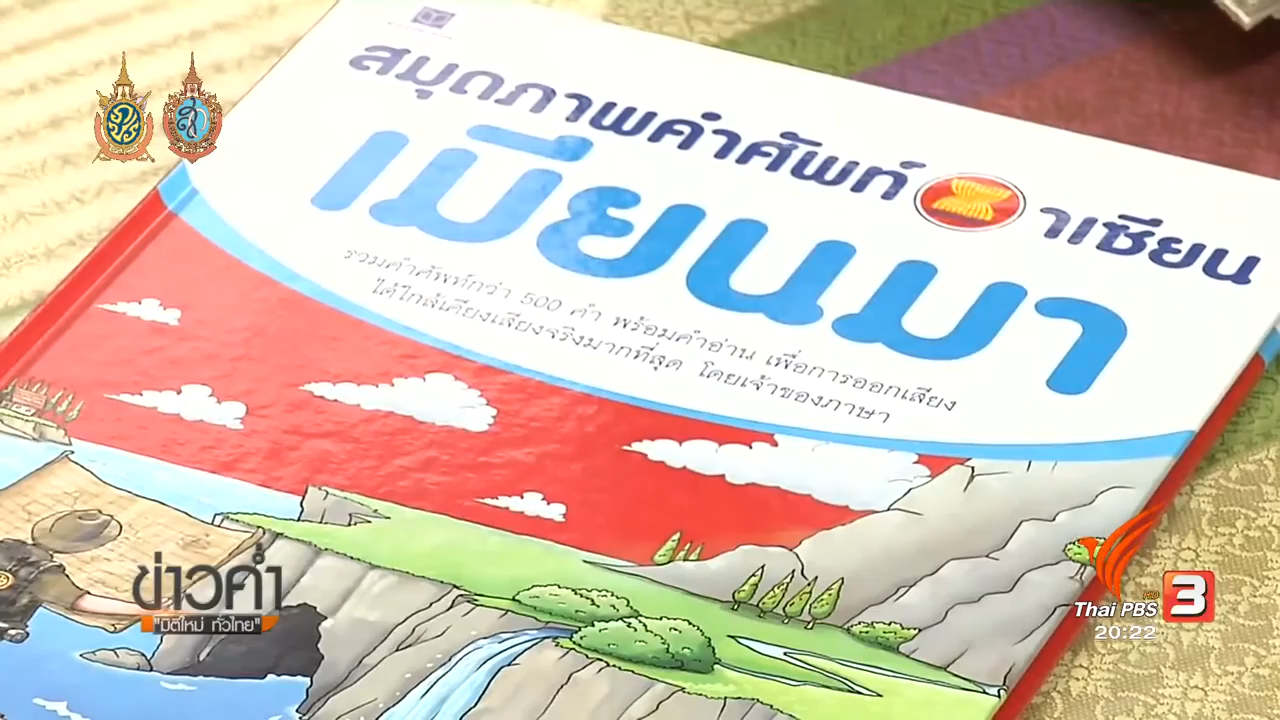 สมุดภาพคำศัพท์ าเซียน
เมียนมา
รวมคำศัพท์กว่า 500 คำ พร้อมคำอ่าน เพื่อการออกเสียง
ได้ใกล้เคียงเสียงจริงมากที่สุด โดยเจ้าของภาษา
ข่าวค่ำ
"มิติใหม่ ทั่วไทย"
Thai PBS HD 3
20:22